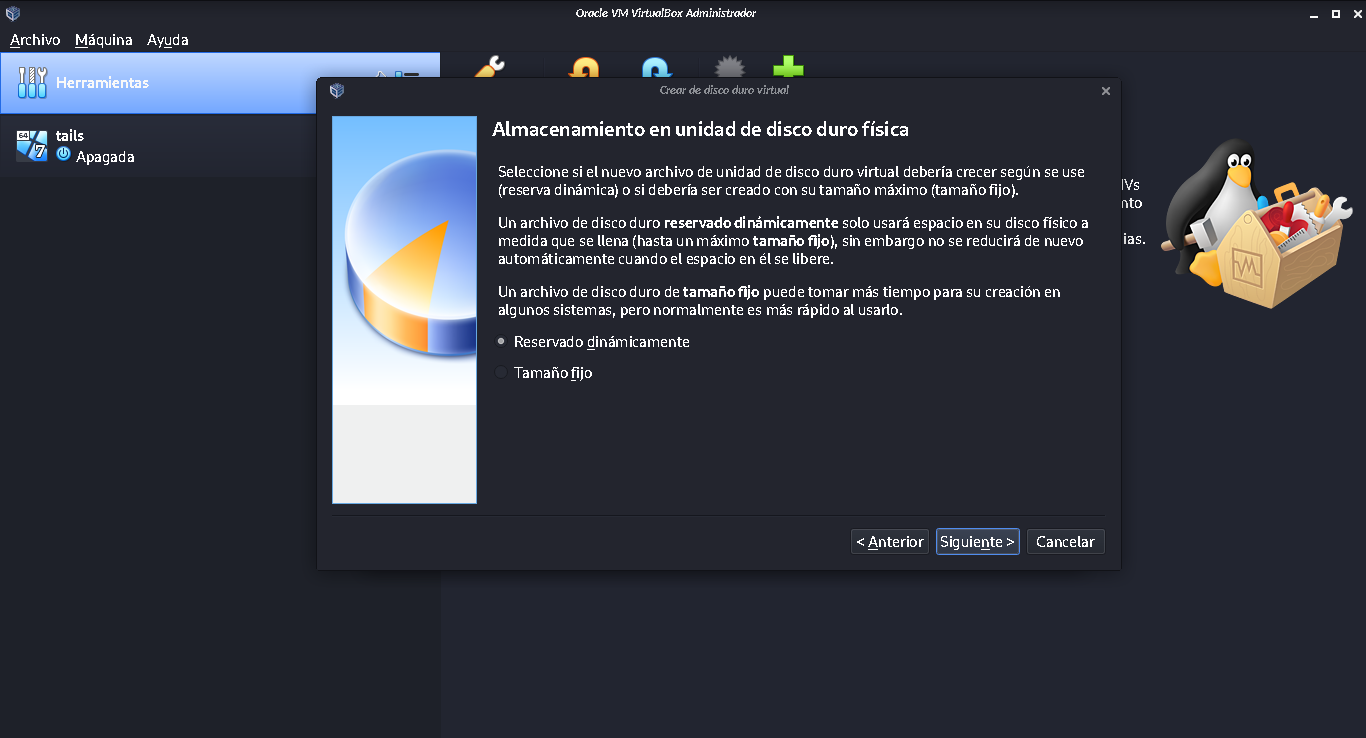 Oracle VM VirtualBox Administrador
Archivo Máquina Ayuda
Herramientas
tails
64
7
Apagada
Crear de disco duro virtual
Almacenamiento en unidad de disco duro física
Seleccione si el nuevo archivo de unidad de disco duro virtual debería crecer según se use
(reserva dinámica) o si debería ser creado con su tamaño máximo (tamaño fijo).
Un archivo de disco duro reservado dinámicamente solo usará espacio en su disco físico a
medida que se llena (hasta un máximo tamaño fijo), sin embargo no se reducirá de nuevo
automáticamente cuando el espacio en él se libere.
Un archivo de disco duro de tamaño fijo puede tomar más tiempo para su creación en
algunos sistemas, pero normalmente es más rápido al usarlo.
Reservado dinámicamente
Tamaño fijo
< Anterior Siguiente > Cancelar
ias.